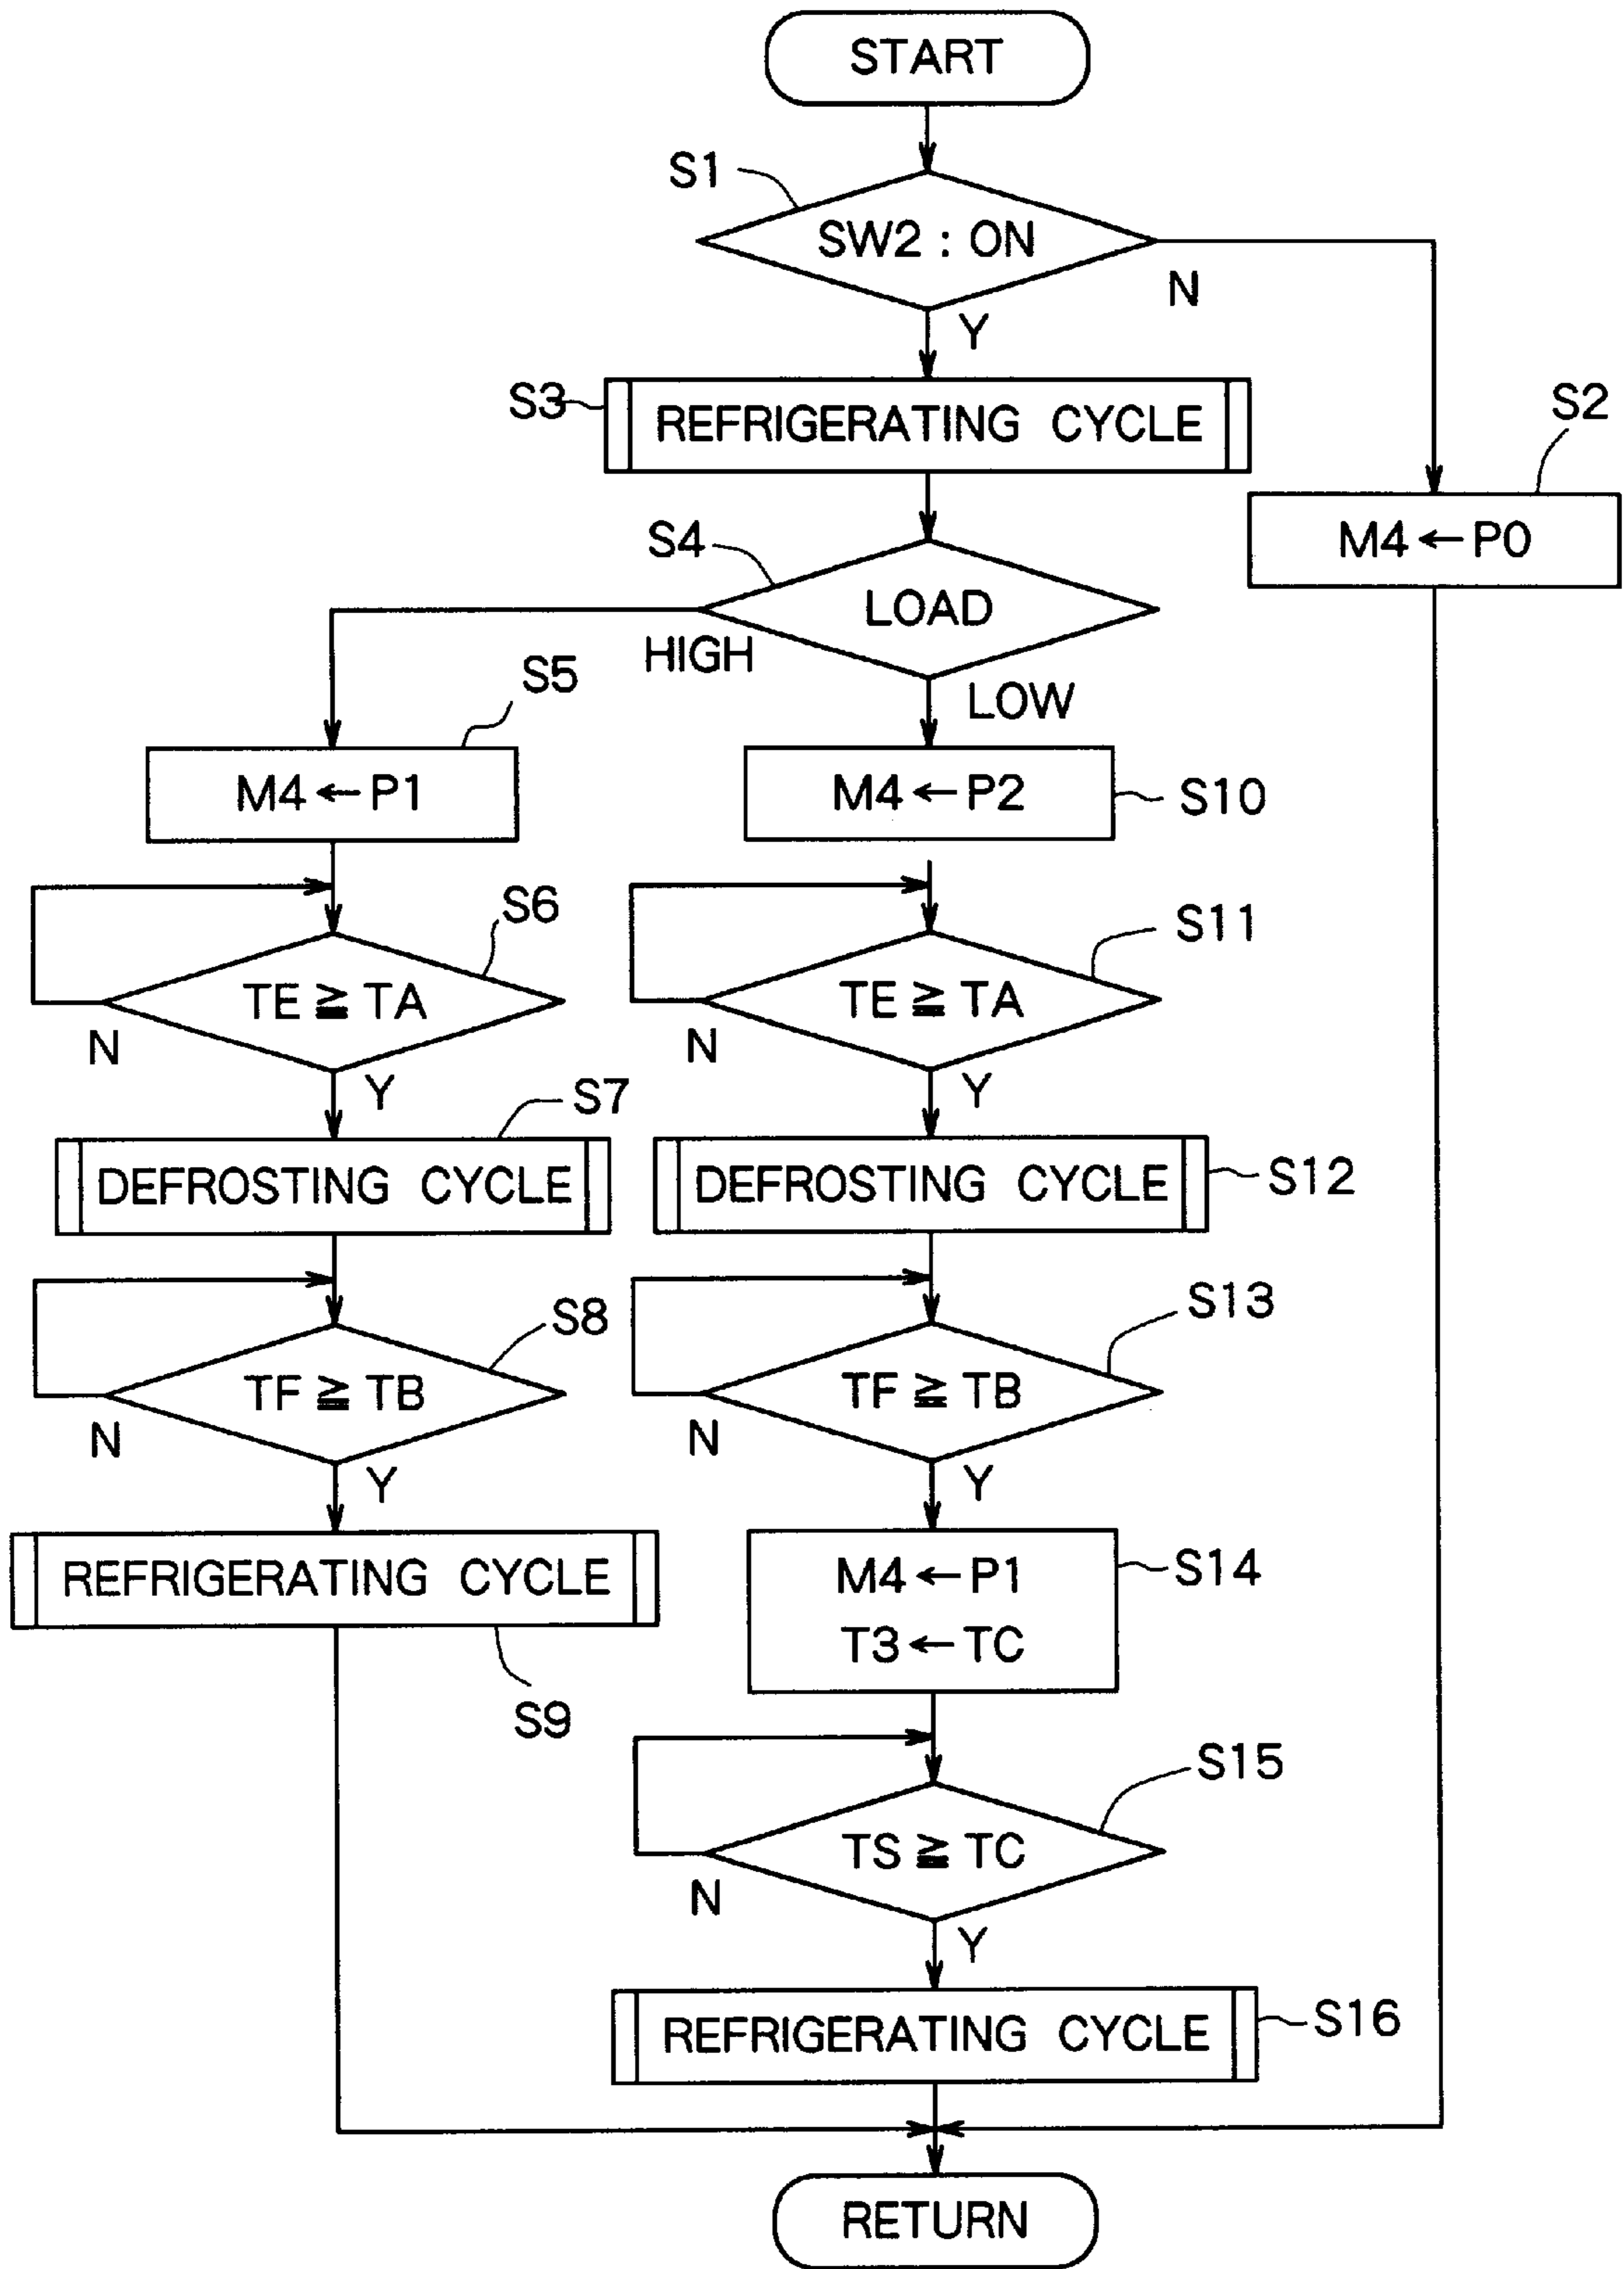 START
S1
SW2 : ON
N
Y
S3
REFRIGERATING CYCLE
S2
M4 ← P0
S4
LOAD
HIGH
LOW
S5
M4 ← P1
M4 ← P2
S10
S6
TE ≧ TA
N
Y
S11
TE ≧ TA
N
Y
S7
DEFROSTING CYCLE
DEFROSTING CYCLE
S12
S8
TF ≧ TB
N
Y
S13
TF ≧ TB
N
Y
REFRIGERATING CYCLE
S9
M4 ← P1
T3 ← TC
S14
S15
TS ≧ TC
N
Y
REFRIGERATING CYCLE
S16
RETURN